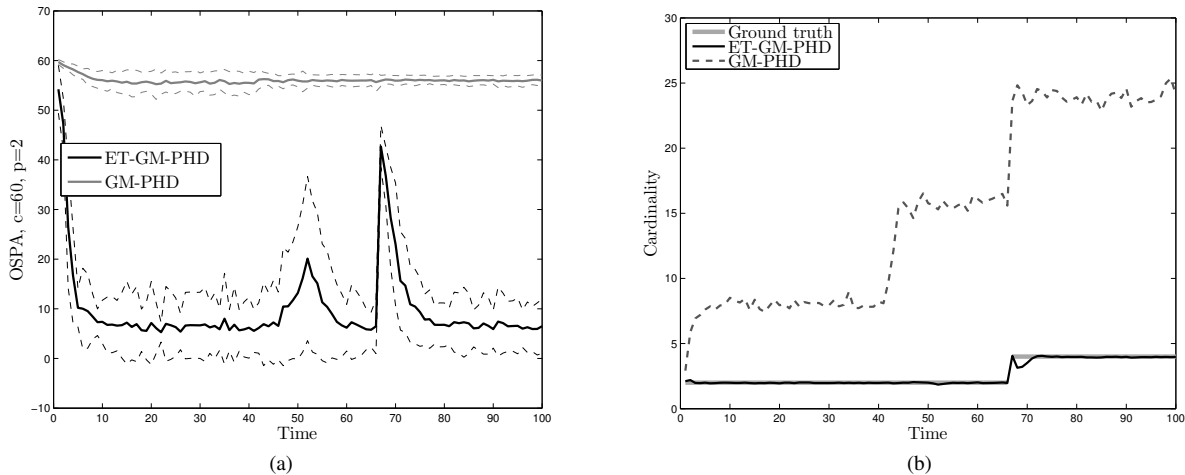 70
60
50
40
30
20
10
0
−10
OSPA, c=60, p=2
ET-GM-PHD
GM-PHD
0 10 20 30 40 50 60 70 80 90 100
Time
(a)
30
25
20
15
10
5
0
Cardinality
Ground truth
ET-GM-PHD
GM-PHD
0 10 20 30 40 50 60 70 80 90 100
Time
(b)